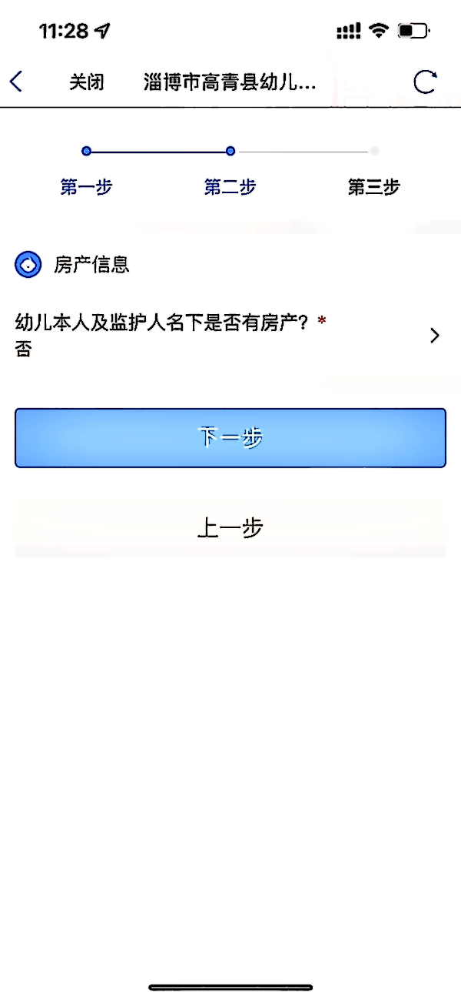 11:28
关闭 淄博市高青县幼儿...
第一步 第二步 第三步
房产信息
幼儿本人及监护人名下是否有房产？*
否
下一步
上一步